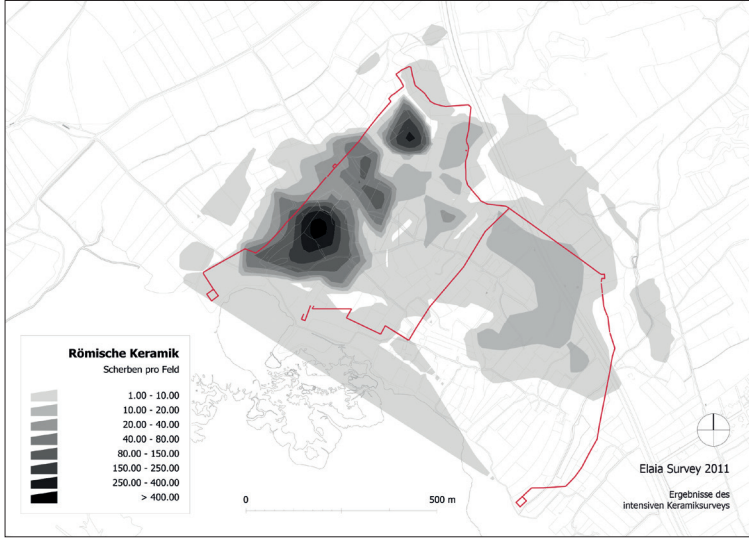 Römische Keramik
Scherben pro Feld
1.00 - 10.00
10.00 - 20.00
20.00 - 40.00
40.00 - 80.00
80.00 - 150.00
150.00 - 250.00
250.00 - 400.00
> 400.00
0 500 m
Elaia Survey 2011
Ergebnisse des
intensiven Keramiksurveys